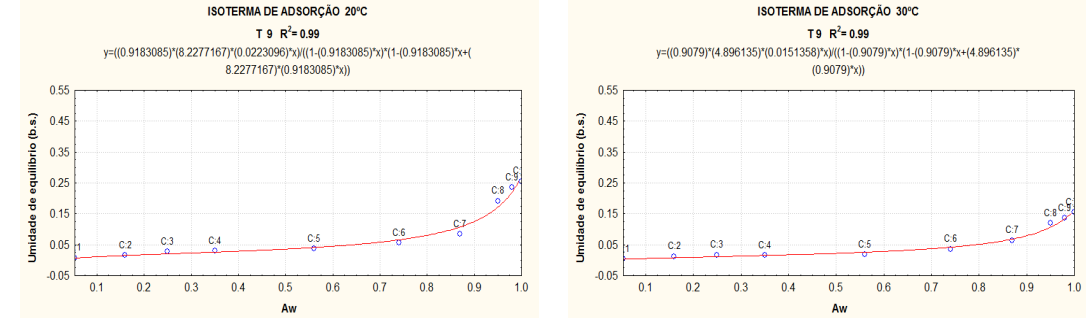 ISOTERMA DE ADSORÇÃO 20ºC
T 9 R²= 0.99
y=((0.9183085)*(8.2277167)*(0.0223096)*x)/((1-(0.9183085)*x)*(1-(0.9183085)*x+(
8.2277167)*(0.9183085)*x))
0.55
0.45
0.35
0.25
0.15
0.05
-0.05
Umidade de equilíbrio (b.s.)
1
C:2
C:3
C:4
C:5
C:6
C:7
C:8
C:9
C:
0.1 0.2 0.3 0.4 0.5 0.6 0.7 0.8 0.9 1.0
Aw
ISOTERMA DE ADSORÇÃO 30ºC
T 9 R²= 0.99
y=((0.9079)*(4.896135)*(0.0151358)*x)/((1-(0.9079)*x)*(1-(0.9079)*x+(4.896135)*
(0.9079)*x))
0.55
0.45
0.35
0.25
0.15
0.05
-0.05
Umidade de equilíbrio (b.s.)
1
C:2
C:3
C:4
C:5
C:6
C:7
C:8
C:9
C:
0.1 0.2 0.3 0.4 0.5 0.6 0.7 0.8 0.9 1.0
Aw